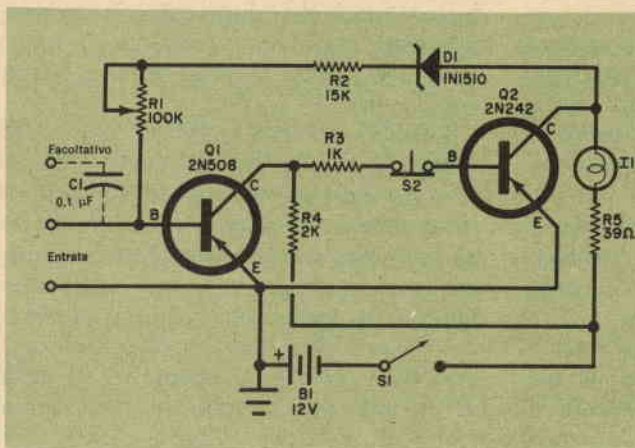 D1
1N1510
R2
15K
Q2
2N242
C
R1
100K
Q1
2N508
R3
1K
I1
Facoltativo
C1
0,1 µF
B
C
S2
B
E
R4
2K
R5
39Ω
Entrata
E
+
B1
12V
S1